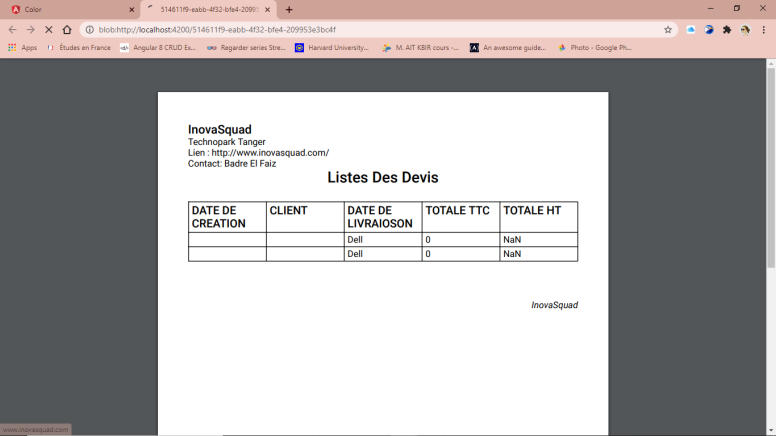 Color
514611f9-eabb-4f32-bfe4-20995
blob:http://localhost:4200/514611f9-eabb-4f32-bfe4-209953e3bc4f
Apps
Études en France
Angular 8 CRUD Ex...
Regarder series Stre...
Harvard University...
M. AIT KBIR cours -...
An awesome guide...
Photo - Google Ph...
InovaSquad
Technopark Tanger
Lien : http://www.inovasquad.com/
Contact: Badre El Faiz
Listes Des Devis
DATE DE CREATION CLIENT DATE DE LIVRAIOSON TOTALE TTC TOTALE HT
Dell 0 NaN
Dell 0 NaN
InovaSquad
www.inovasquad.com